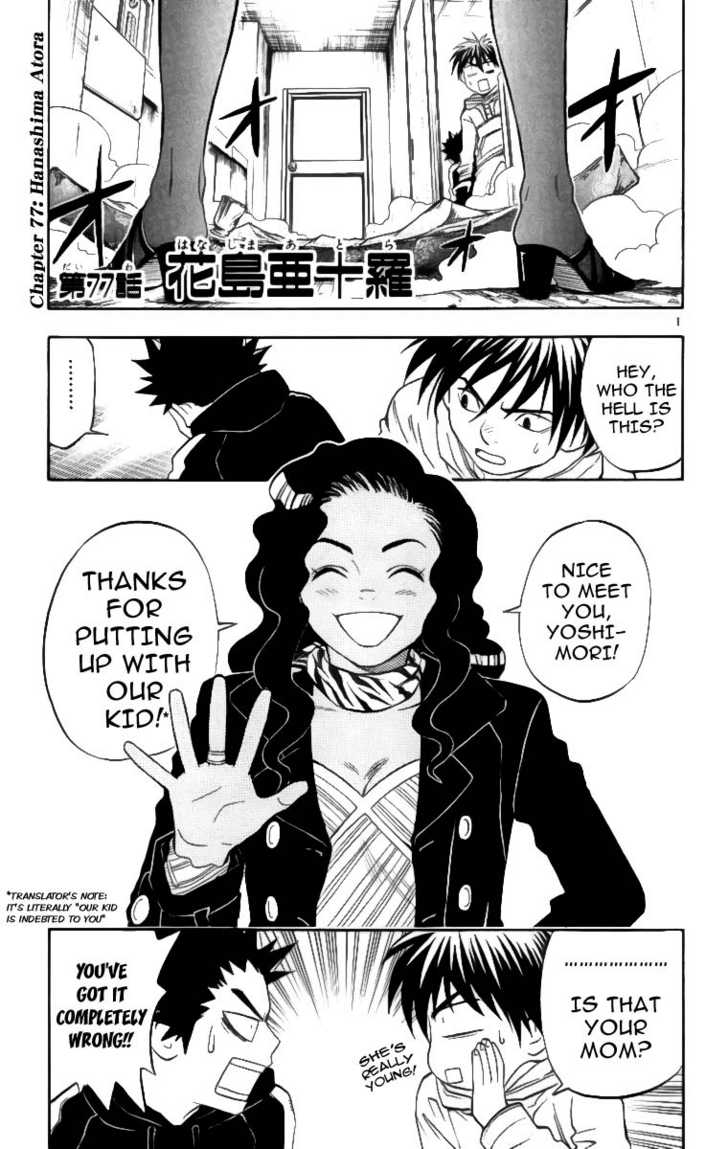 Chapter 77: Hanashima Atora
だい わ
第77話
はな しま あ と ら
花島亜十羅
1
HEY,
WHO THE
HELL IS
THIS?
.........
NICE
TO MEET
YOU,
YOSHI-
MORI!
THANKS
FOR
PUTTING
UP WITH
OUR
KID!*
*TRANSLATOR'S NOTE:
IT'S LITERALLY "OUR KID
IS INDEBTED TO YOU"
.....................
IS THAT
YOUR
MOM?
SHE'S
REALLY
YOUNG!
YOU'VE
GOT IT
COMPLETELY
WRONG!!